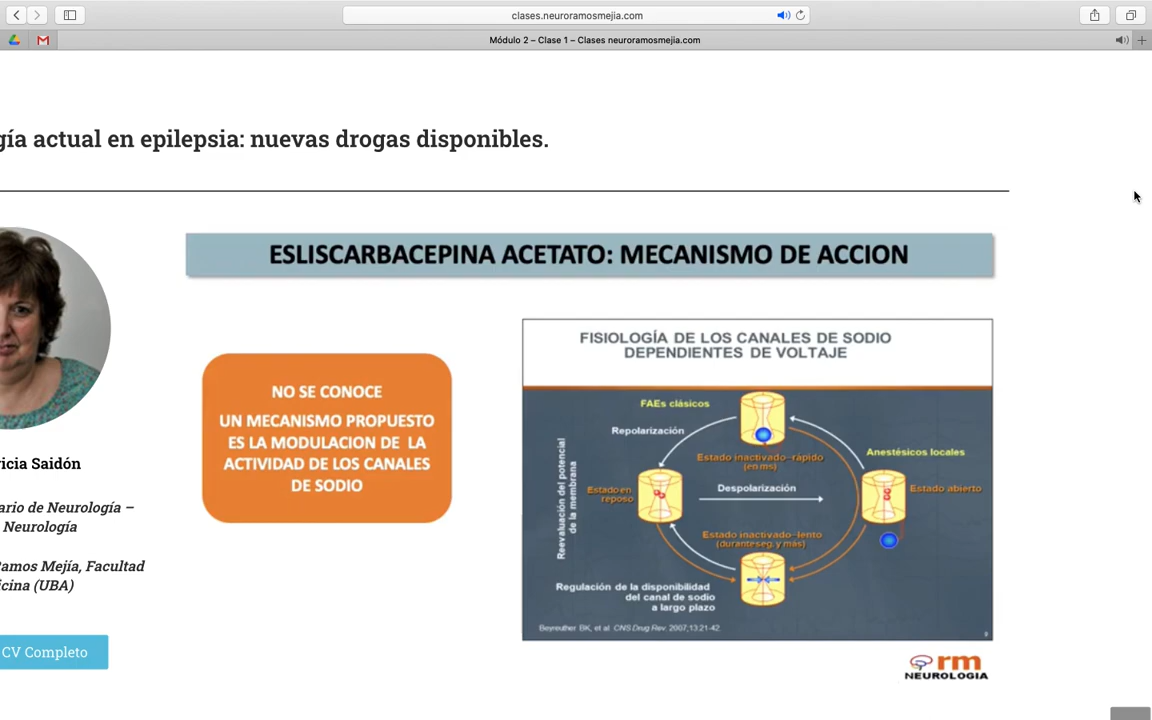 clases.neuroramosmejia.com
Módulo 2 – Clase 1 – Clases neuroramosmejia.com
gía actual en epilepsia: nuevas drogas disponibles.
ESLISCARBACEPINA ACETATO: MECANISMO DE ACCION
NO SE CONOCE
UN MECANISMO PROPUESTO
ES LA MODULACION DE LA
ACTIVIDAD DE LOS CANALES
DE SODIO
FISIOLOGÍA DE LOS CANALES DE SODIO
DEPENDIENTES DE VOLTAJE
FAEs clásicos
Repolarización
Anestésicos locales
Estado inactivado–rápido
(en ms)
Estado en
reposo
Despolarización
Estado abierto
Reevaluación del potencial
de la membrana
Estado inactivado–lento
(durante seg. y más)
Regulación de la disponibilidad
del canal de sodio
a largo plazo
Beyreuther BK, et al. CNS Drug Rev. 2007;13:21-42.
9
rm
NEUROLOGIA
ricia Saidón
ario de Neurología –
Neurología
Ramos Mejía, Facultad
icina (UBA)
CV Completo